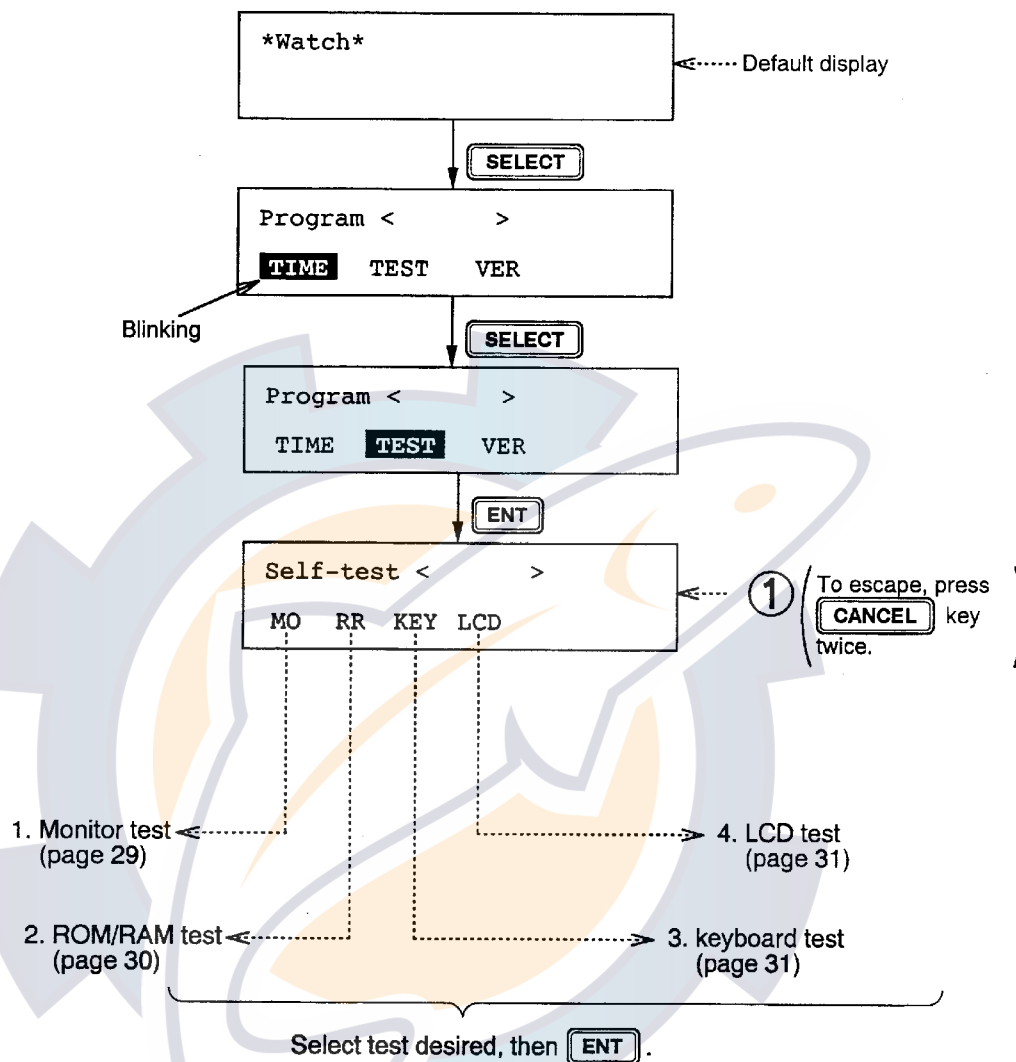 *Watch*
Default display
SELECT
Program < >
TIME TEST VER
Blinking
SELECT
Program < >
TIME TEST VER
ENT
Self-test < >
MO RR KEY LCD
1 (To escape, press
CANCEL key
twice.)
1. Monitor test
(page 29)
4. LCD test
(page 31)
2. ROM/RAM test
(page 30)
3. keyboard test
(page 31)
Select test desired, then ENT.